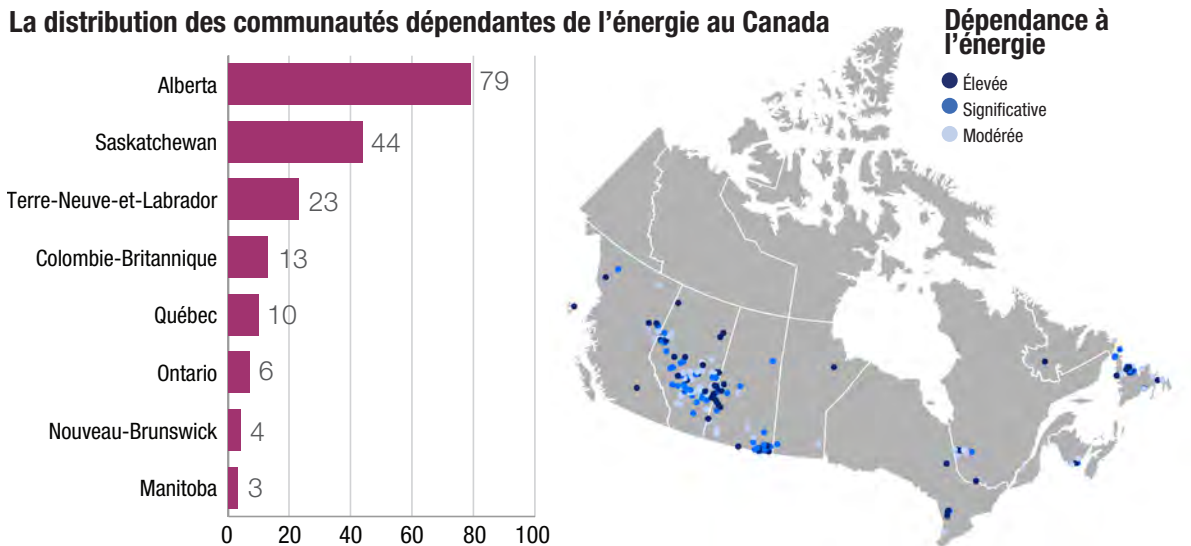 La distribution des communautés dépendantes de l’énergie au Canada
Alberta
79
Saskatchewan
44
Terre-Neuve-et-Labrador
23
Colombie-Britannique
13
Québec
10
Ontario
6
Nouveau-Brunswick
4
Manitoba
3
0 20 40 60 80 100
Dépendance à
l’énergie
Élevée
Significative
Modérée